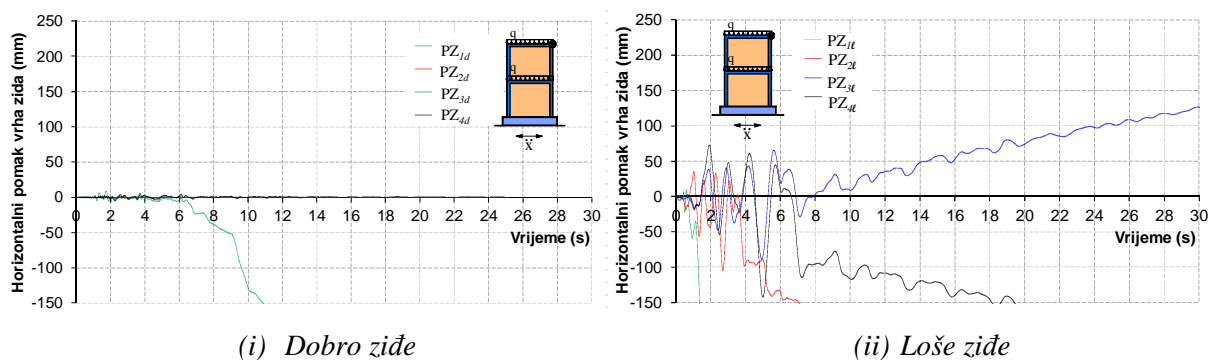 Horizontalni pomak vrha zida (mm)
250
200
150
100
50
0
-50
-100
-150
0 2 4 6 8 10 12 14 16 18 20 22 24 26 28 30
Vrijeme (s)
PZ1d
PZ2d
PZ3d
PZ4d
q
q
ẍ
(i) Dobro ziđe
Horizontalni pomak vrha zida (mm)
250
200
150
100
50
0
-50
-100
-150
0 2 4 6 8 10 12 14 16 18 20 22 24 26 28 30
Vrijeme (s)
q
q
ẍ
PZ1ℓ
PZ2ℓ
PZ3ℓ
PZ4ℓ
(ii) Loše ziđe